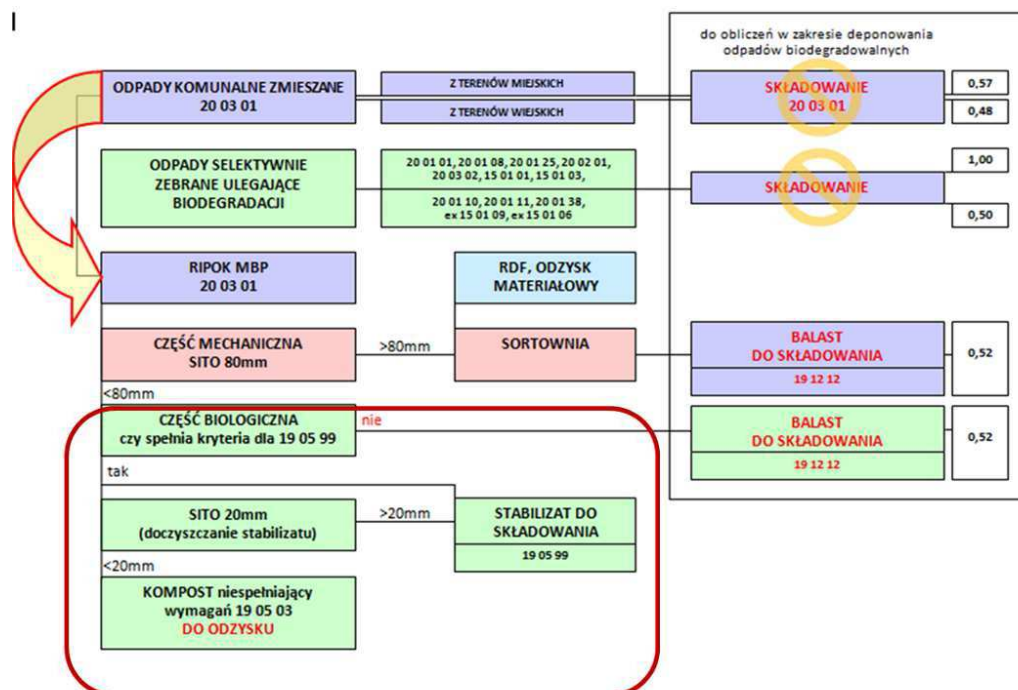 do obliczeń w zakresie deponowania
odpadów biodegradowalnych
ODPADY KOMUNALNE ZMIESZANE
20 03 01
Z TERENÓW MIEJSKICH
Z TERENÓW WIEJSKICH
SKŁADOWANIE
20 03 01
0,57
0,48
ODPADY SELEKTYWNIE
ZEBRANE ULEGAJĄCE
BIODEGRADACJI
20 01 01, 20 01 08, 20 01 25, 20 02 01,
20 03 02, 15 01 01, 15 01 03,
20 01 10, 20 01 11, 20 01 38,
ex 15 01 09, ex 15 01 06
SKŁADOWANIE
1,00
0,50
RIPOK MBP
20 03 01
RDF, ODZYSK
MATERIAŁOWY
CZĘŚĆ MECHANICZNA
SITO 80mm
>80mm
SORTOWNIA
BALAST
DO SKŁADOWANIA
19 12 12
0,52
<80mm
CZĘŚĆ BIOLOGICZNA
czy spełnia kryteria dla 19 05 99
nie
BALAST
DO SKŁADOWANIA
19 12 12
0,52
tak
SITO 20mm
(doczyszczanie stabilizatu)
>20mm
STABILIZAT DO
SKŁADOWANIA
19 05 99
<20mm
KOMPOST niespełniający
wymagań 19 05 03
DO ODZYSKU